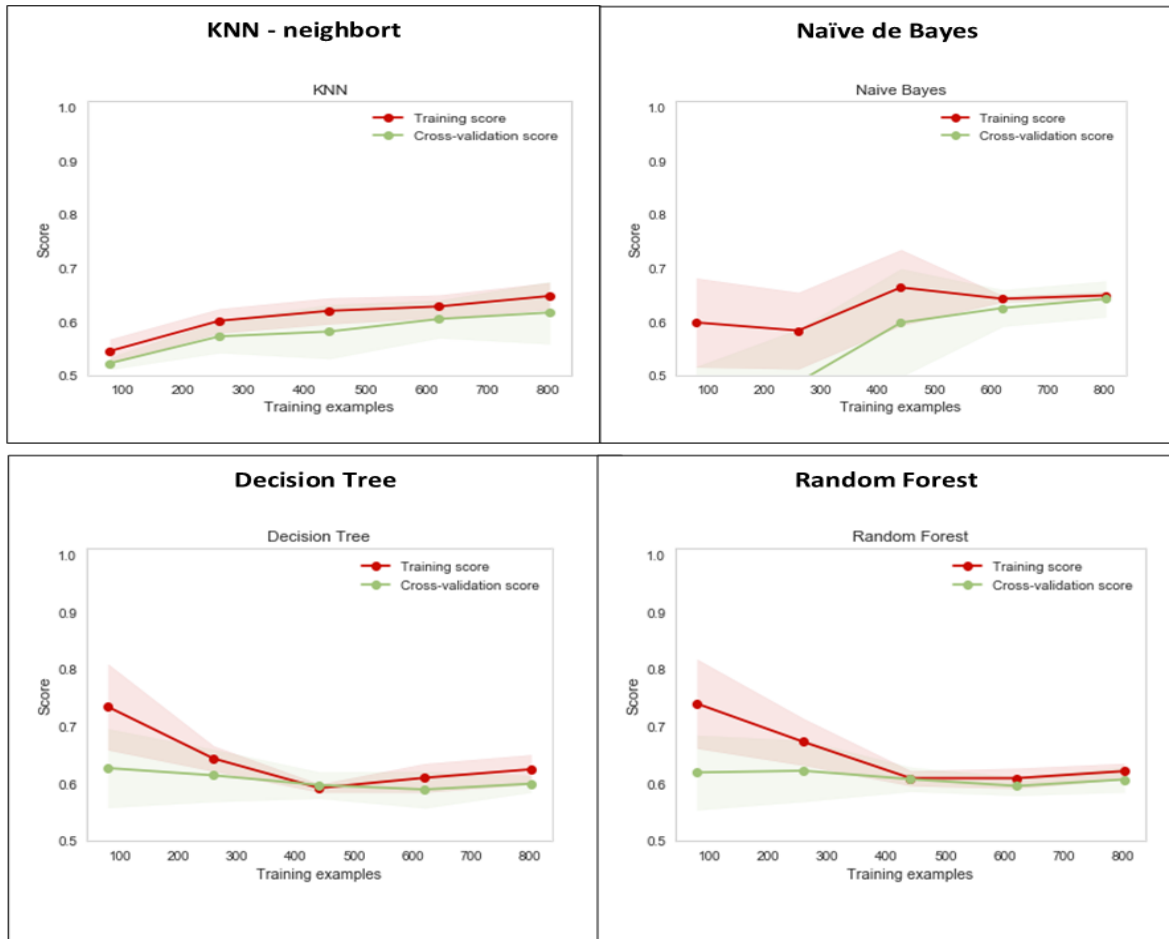 KNN - neighbort
KNN
Training score
Cross-validation score
1.0
0.9
0.8
0.7
0.6
0.5
Score
100 200 300 400 500 600 700 800
Training examples
Naïve de Bayes
Naive Bayes
Training score
Cross-validation score
1.0
0.9
0.8
0.7
0.6
0.5
Score
100 200 300 400 500 600 700 800
Training examples
Decision Tree
Decision Tree
Training score
Cross-validation score
1.0
0.9
0.8
0.7
0.6
0.5
Score
100 200 300 400 500 600 700 800
Training examples
Random Forest
Random Forest
Training score
Cross-validation score
1.0
0.9
0.8
0.7
0.6
0.5
Score
100 200 300 400 500 600 700 800
Training examples